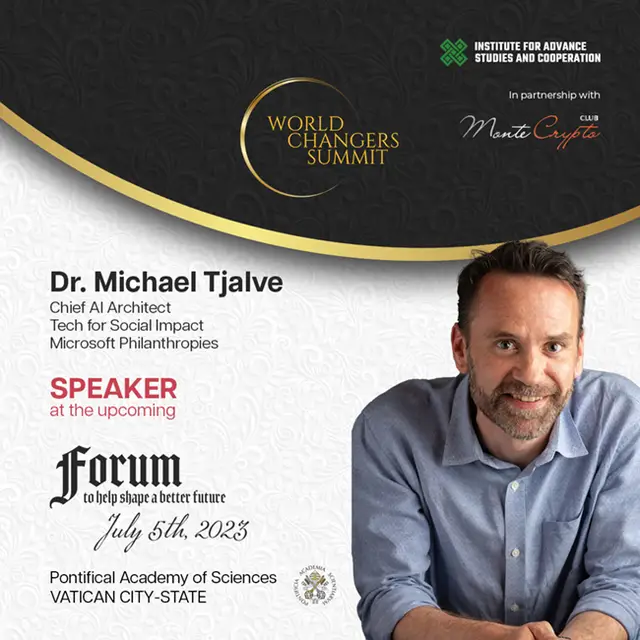 INSTITUTE FOR ADVANCE
STUDIES AND COOPERATION
In partnership with
CLUB
Monte Crypto
WORLD
CHANGERS
SUMMIT
Dr. Michael Tjalve
Chief AI Architect
Tech for Social Impact
Microsoft Philanthropies
SPEAKER
at the upcoming
Forum
to help shape a better future
July 5th, 2023
Pontifical Academy of Sciences
VATICAN CITY-STATE